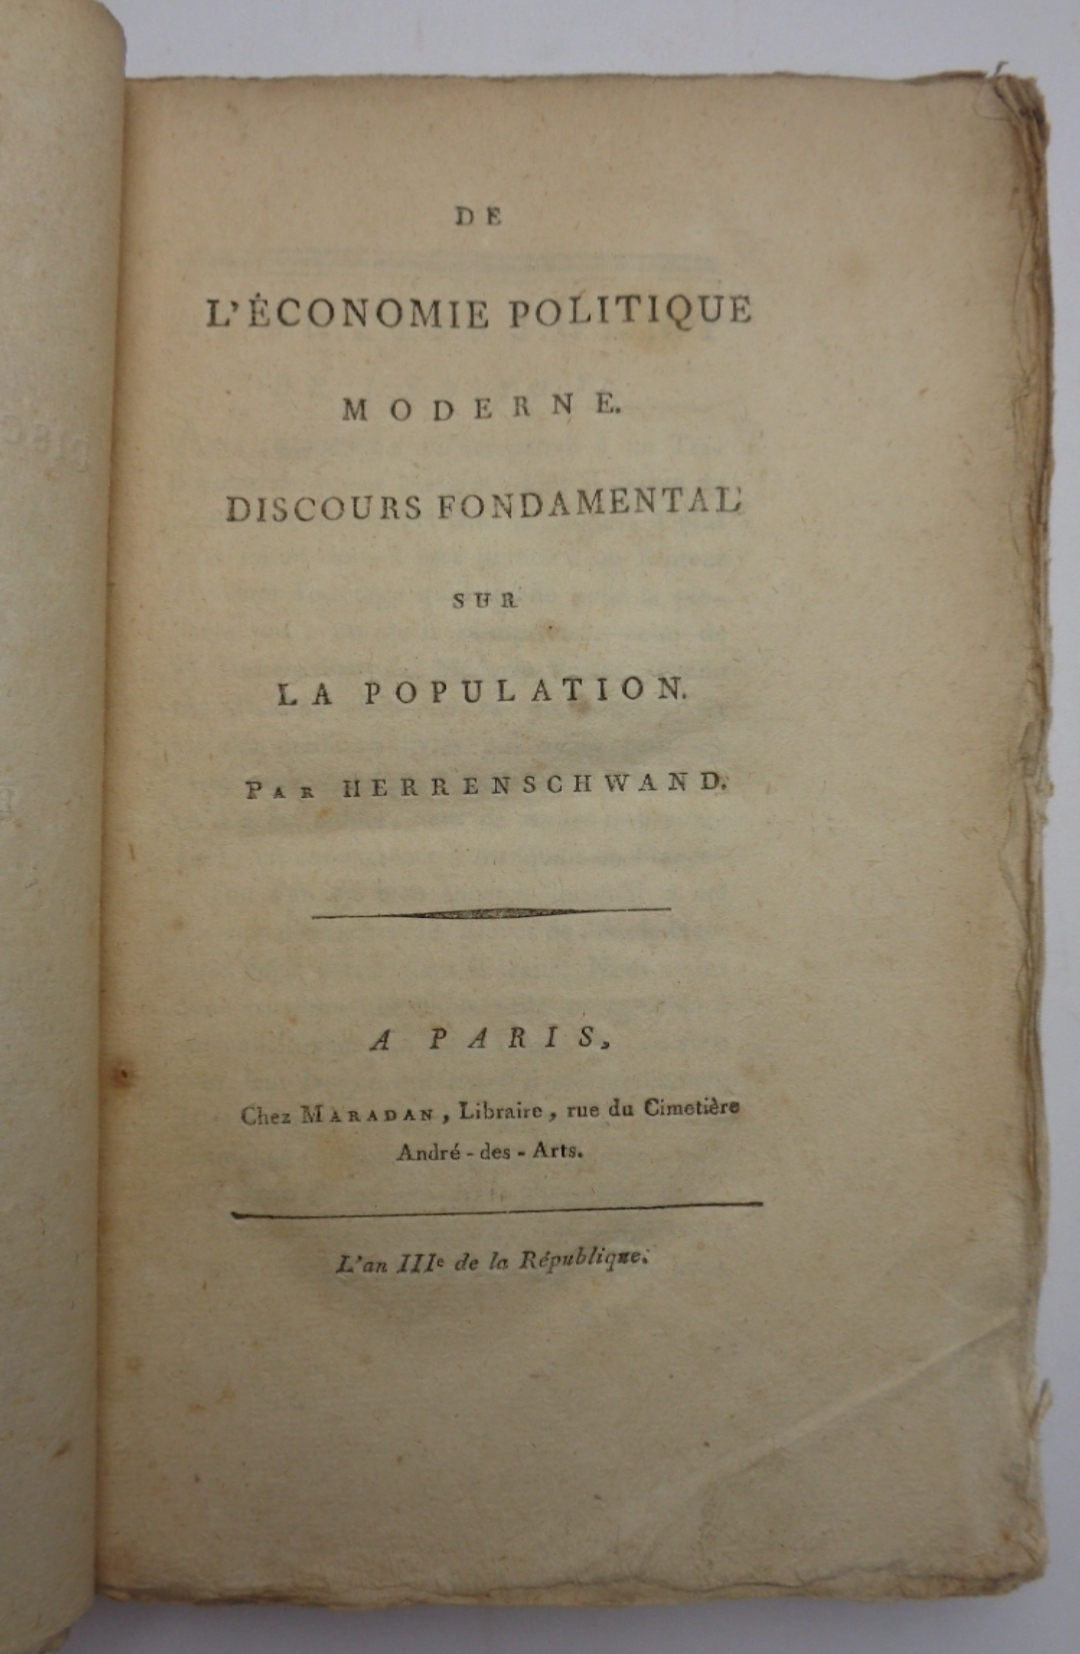 DE
L'ÉCONOMIE POLITIQUE
MODERNE.
DISCOURS FONDAMENTAL
SUR
LA POPULATION.
PAR HERRENSCHWAND.
A PARIS,
Chez MARADAN, Libraire, rue du Cimetière
André-des-Arts.
L'an IIIe de la République.